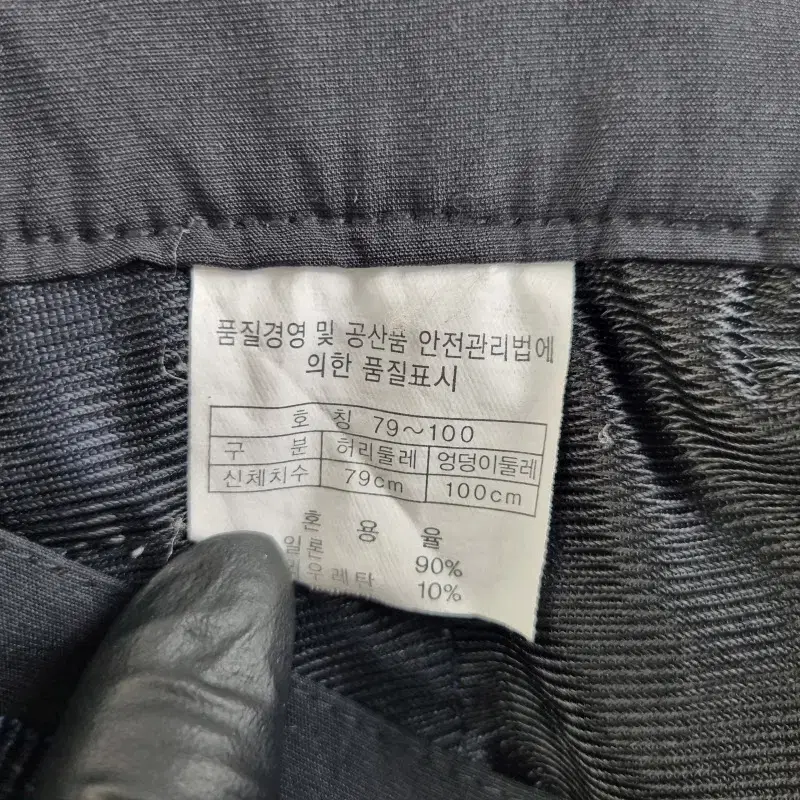 품질경영 및 공산품 안전관리법에
의한 품질표시
호 칭 79~100
구 분 허리둘레 엉덩이둘레
신체치수 79cm 100cm
혼 용 율
일론 90%
우레탄 10%